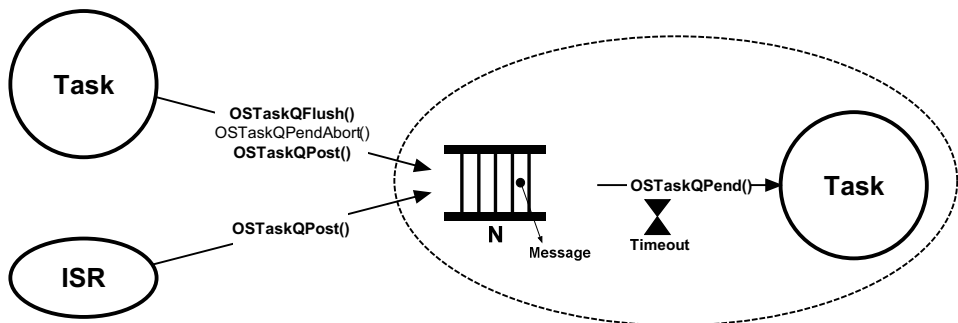 Task
OSTaskQFlush()
OSTaskQPendAbort()
OSTaskQPost()
OSTaskQPend()
Task
Timeout
N
Message
OSTaskQPost()
ISR